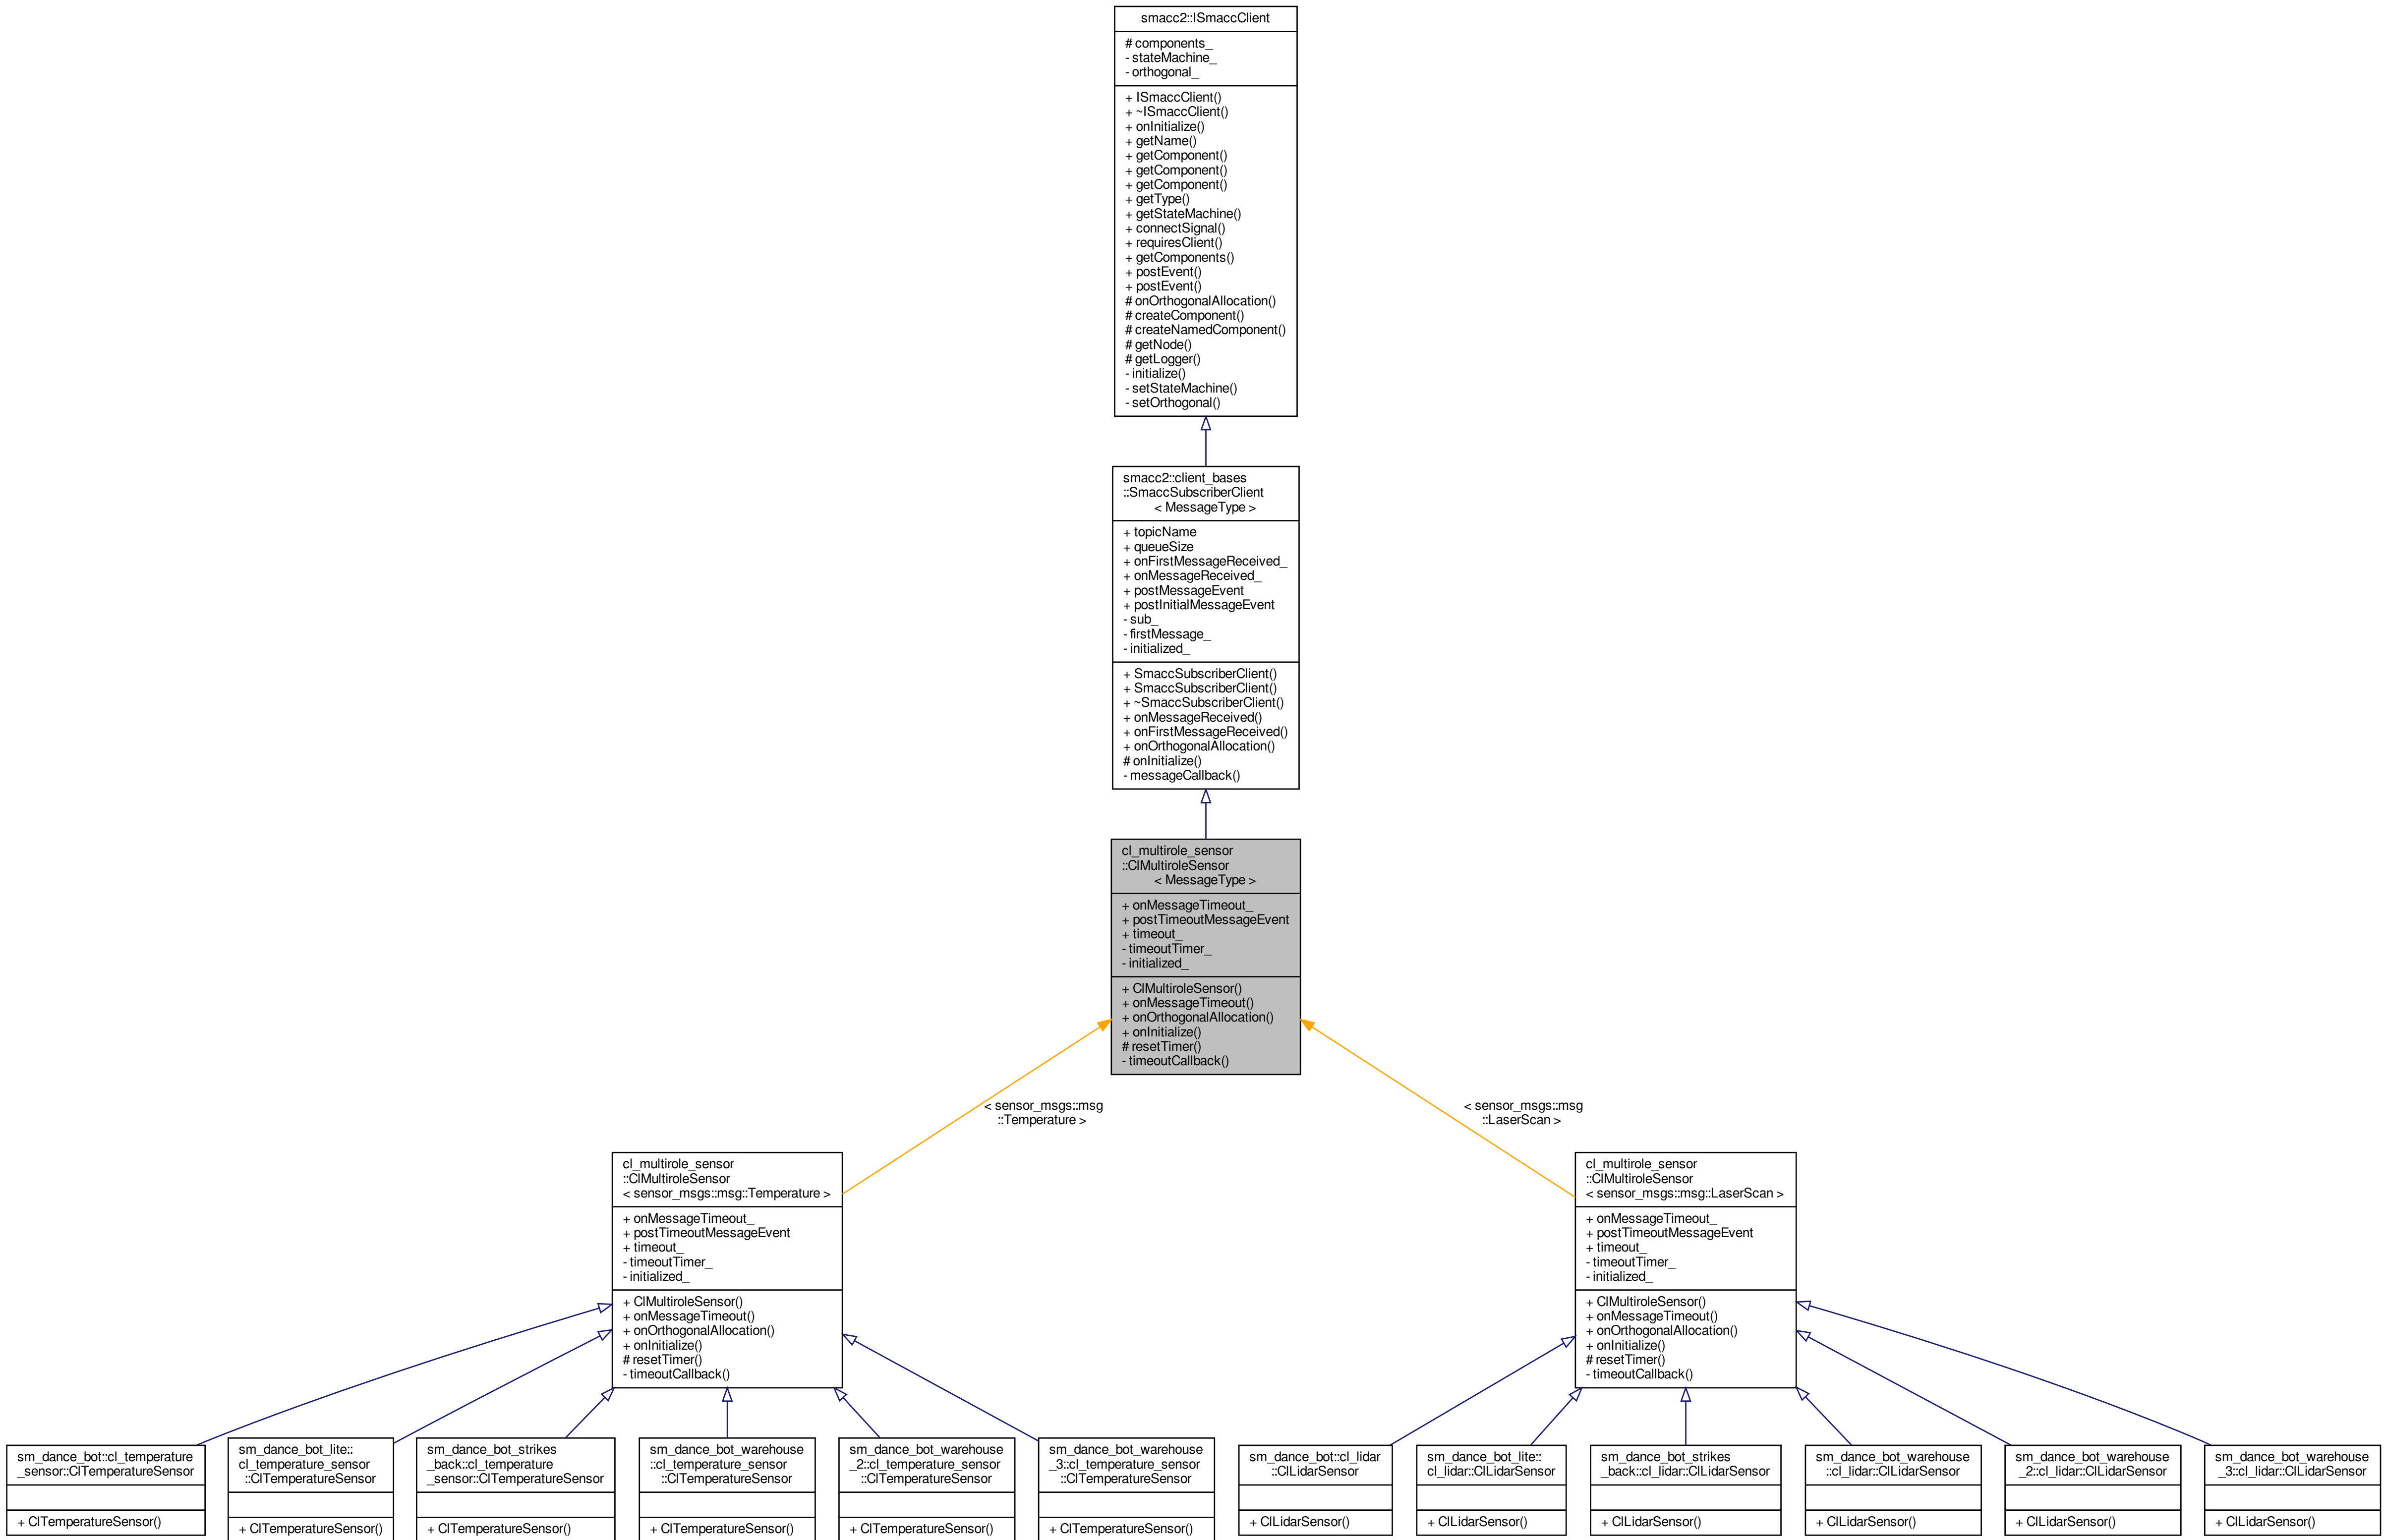 smacc2::ISmaccClient
# components_
- stateMachine_
- orthogonal_
+ ISmaccClient()
+ ~ISmaccClient()
+ onInitialize()
+ getName()
+ getComponent()
+ getComponent()
+ getComponent()
+ getType()
+ getStateMachine()
+ connectSignal()
+ requiresClient()
+ getComponents()
+ postEvent()
+ postEvent()
# onOrthogonalAllocation()
# createComponent()
# createNamedComponent()
# getNode()
# getLogger()
- initialize()
- setStateMachine()
- setOrthogonal()
smacc2::client_bases
::SmaccSubscriberClient
< MessageType >
+ topicName
+ queueSize
+ onFirstMessageReceived_
+ onMessageReceived_
+ postMessageEvent
+ postInitialMessageEvent
- sub_
- firstMessage_
- initialized_
+ SmaccSubscriberClient()
+ SmaccSubscriberClient()
+ ~SmaccSubscriberClient()
+ onMessageReceived()
+ onFirstMessageReceived()
+ onOrthogonalAllocation()
# onInitialize()
- messageCallback()
cl_multirole_sensor
::ClMultiroleSensor
< MessageType >
+ onMessageTimeout_
+ postTimeoutMessageEvent
+ timeout_
- timeoutTimer_
- initialized_
+ ClMultiroleSensor()
+ onMessageTimeout()
+ onOrthogonalAllocation()
+ onInitialize()
# resetTimer()
- timeoutCallback()
< sensor_msgs::msg
::Temperature >
< sensor_msgs::msg
::LaserScan >
cl_multirole_sensor
::ClMultiroleSensor
< sensor_msgs::msg::Temperature >
+ onMessageTimeout_
+ postTimeoutMessageEvent
+ timeout_
- timeoutTimer_
- initialized_
+ ClMultiroleSensor()
+ onMessageTimeout()
+ onOrthogonalAllocation()
+ onInitialize()
# resetTimer()
- timeoutCallback()
cl_multirole_sensor
::ClMultiroleSensor
< sensor_msgs::msg::LaserScan >
+ onMessageTimeout_
+ postTimeoutMessageEvent
+ timeout_
- timeoutTimer_
- initialized_
+ ClMultiroleSensor()
+ onMessageTimeout()
+ onOrthogonalAllocation()
+ onInitialize()
# resetTimer()
- timeoutCallback()
sm_dance_bot::cl_temperature
_sensor::ClTemperatureSensor
+ ClTemperatureSensor()
sm_dance_bot_lite::
cl_temperature_sensor
::ClTemperatureSensor
+ ClTemperatureSensor()
sm_dance_bot_strikes
_back::cl_temperature
_sensor::ClTemperatureSensor
+ ClTemperatureSensor()
sm_dance_bot_warehouse
::cl_temperature_sensor
::ClTemperatureSensor
+ ClTemperatureSensor()
sm_dance_bot_warehouse
_2::cl_temperature_sensor
::ClTemperatureSensor
+ ClTemperatureSensor()
sm_dance_bot_warehouse
_3::cl_temperature_sensor
::ClTemperatureSensor
+ ClTemperatureSensor()
sm_dance_bot::cl_lidar
::ClLidarSensor
+ ClLidarSensor()
sm_dance_bot_lite::
cl_lidar::ClLidarSensor
+ ClLidarSensor()
sm_dance_bot_strikes
_back::cl_lidar::ClLidarSensor
+ ClLidarSensor()
sm_dance_bot_warehouse
::cl_lidar::ClLidarSensor
+ ClLidarSensor()
sm_dance_bot_warehouse
_2::cl_lidar::ClLidarSensor
+ ClLidarSensor()
sm_dance_bot_warehouse
_3::cl_lidar::ClLidarSensor
+ ClLidarSensor()